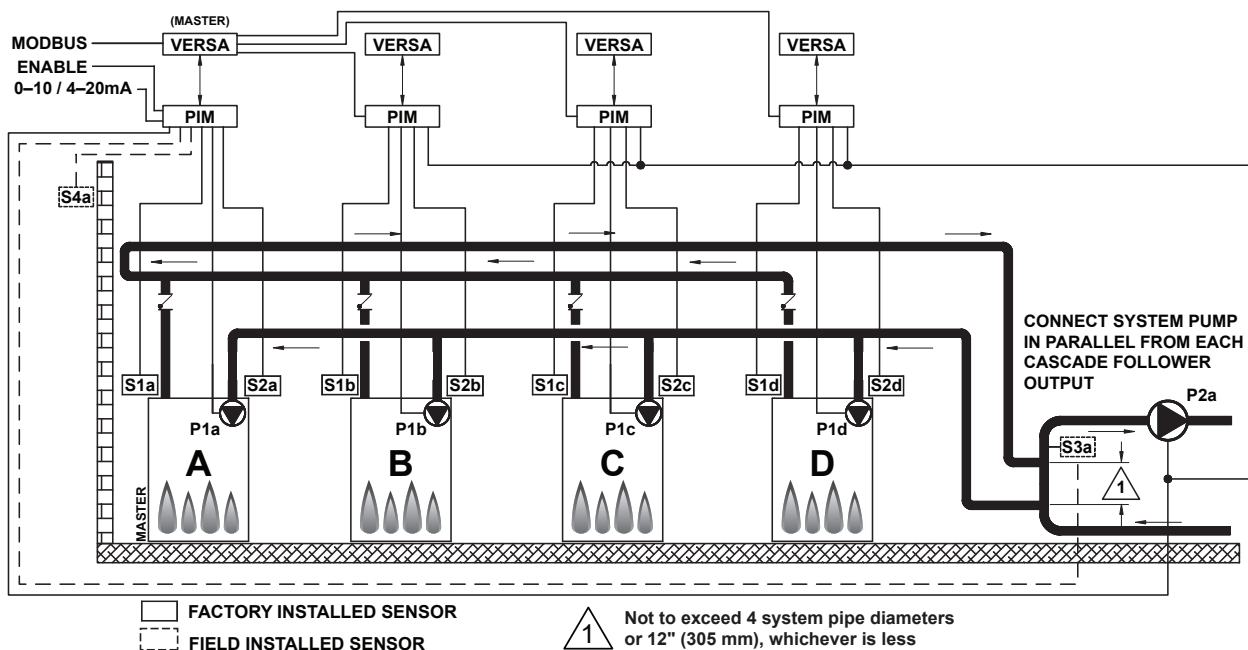 (MASTER)
MODBUS
VERSA
VERSA
VERSA
VERSA
ENABLE
0–10 / 4–20mA
PIM
PIM
PIM
PIM
S4a
CONNECT SYSTEM PUMP
IN PARALLEL FROM EACH
CASCADE FOLLOWER
OUTPUT
S1a
S2a
S1b
S2b
S1c
S2c
S1d
S2d
P2a
P1a
P1b
P1c
P1d
S3a
A
B
C
D
1
MASTER
FACTORY INSTALLED SENSOR
FIELD INSTALLED SENSOR
1
Not to exceed 4 system pipe diameters
or 12" (305 mm), whichever is less